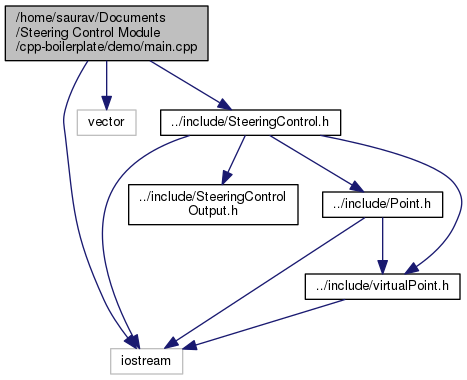 /home/saurav/Documents
/Steering Control Module
/cpp-boilerplate/demo/main.cpp
vector
../include/SteeringControl.h
../include/SteeringControl
Output.h
../include/Point.h
../include/virtualPoint.h
iostream